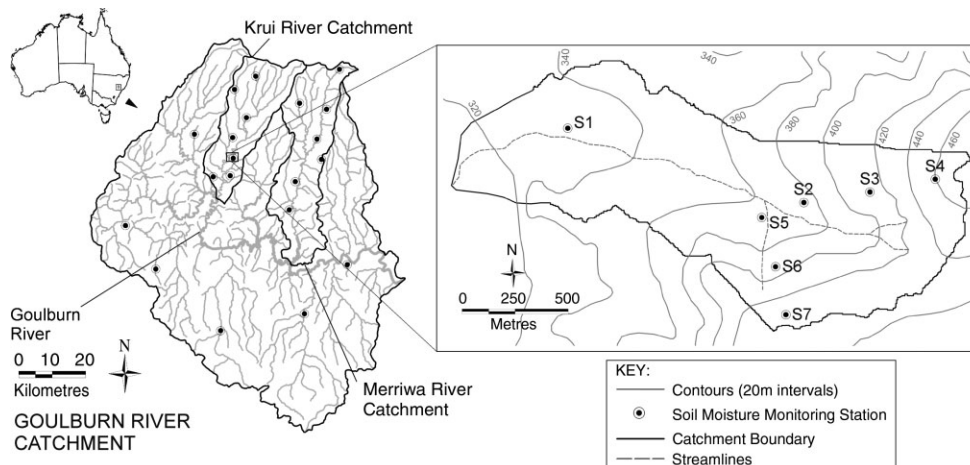 Krui River Catchment
Goulburn
River
0 10 20
Kilometres
N
GOULBURN RIVER
CATCHMENT
Merriwa River
Catchment
340
340
320
360
380
400
420
440
460
S1
S2
S3
S4
S5
S6
S7
N
0 250 500
Metres
KEY:
Contours (20m intervals)
Soil Moisture Monitoring Station
Catchment Boundary
Streamlines